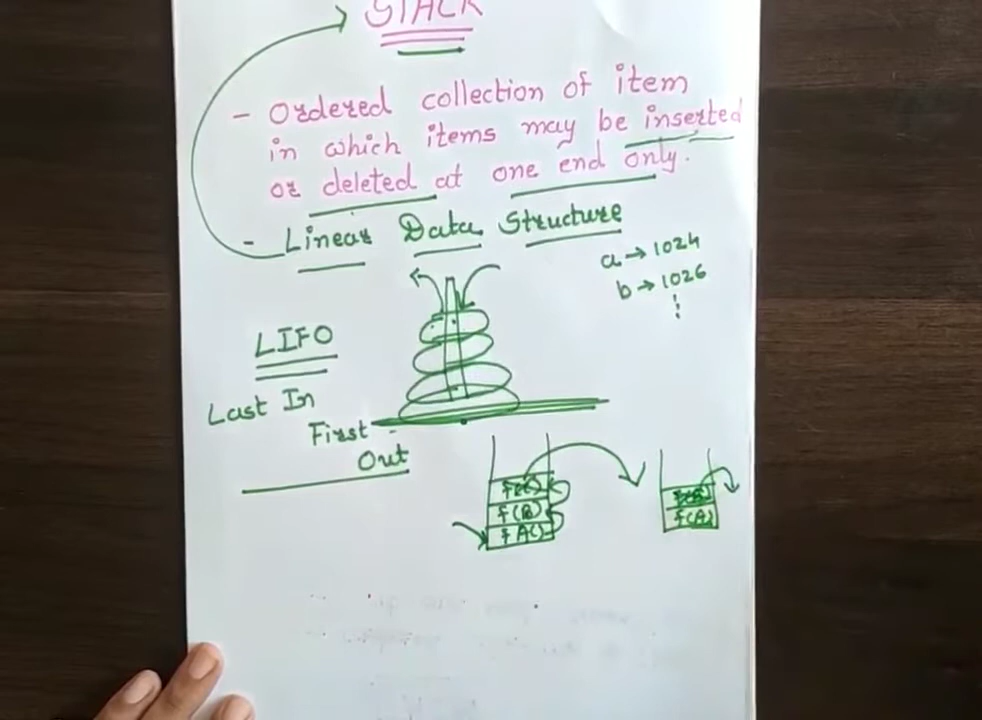 STACK
- Ordered collection of item
in which items may be inserted
or deleted at one end only.
- Linear Data Structure
a → 1024
b → 1026
⋮
LIFO
Last In
First
Out
f(B)
f A()
f(A)